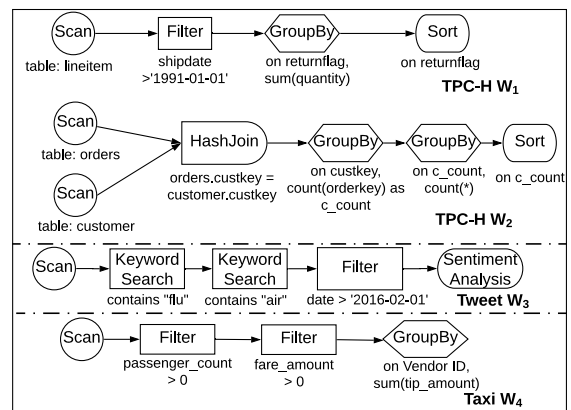 Scan
Filter
GroupBy
Sort
table: lineitem
shipdate
>'1991-01-01'
on returnflag,
sum(quantity)
on returnflag
TPC-H W1
Scan
table: orders
Scan
table: customer
HashJoin
orders.custkey =
customer.custkey
GroupBy
on custkey,
count(orderkey) as
c_count
GroupBy
on c_count,
count(*)
Sort
on c_count
TPC-H W2
Scan
Keyword
Search
contains "flu"
Keyword
Search
contains "air"
Filter
date > '2016-02-01'
Sentiment
Analysis
Tweet W3
Scan
Filter
passenger_count
> 0
Filter
fare_amount
> 0
GroupBy
on Vendor ID,
sum(tip_amount)
Taxi W4